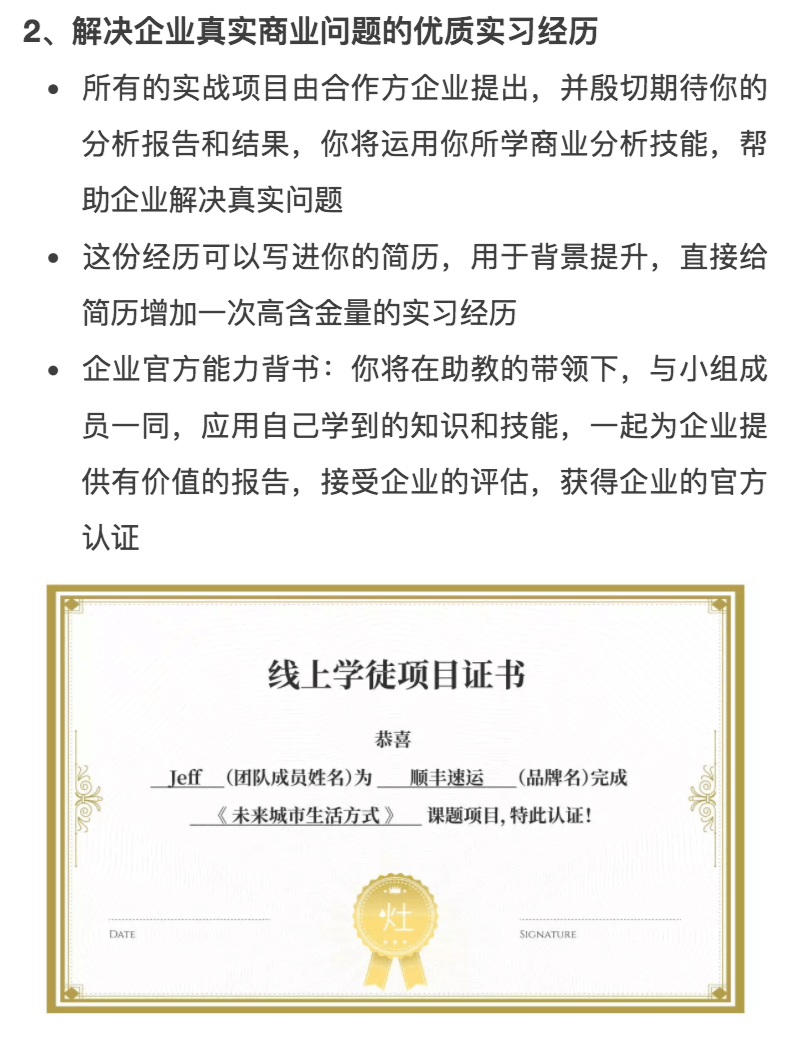 2、解决企业真实商业问题的优质实习经历
所有的实战项目由合作方企业提出，并殷切期待你的
分析报告和结果，你将运用你所学商业分析技能，帮
助企业解决真实问题
这份经历可以写进你的简历，用于背景提升，直接给
简历增加一次高含金量的实习经历
企业官方能力背书：你将在助教的带领下，与小组成
员一同，应用自己学到的知识和技能，一起为企业提
供有价值的报告，接受企业的评估，获得企业的官方
认证
线上学徒项目证书
恭喜
Jeff (团队成员姓名)为 顺丰速运 (品牌名)完成
《未来城市生活方式》 课题项目, 特此认证!
灶
DATE SIGNATURE